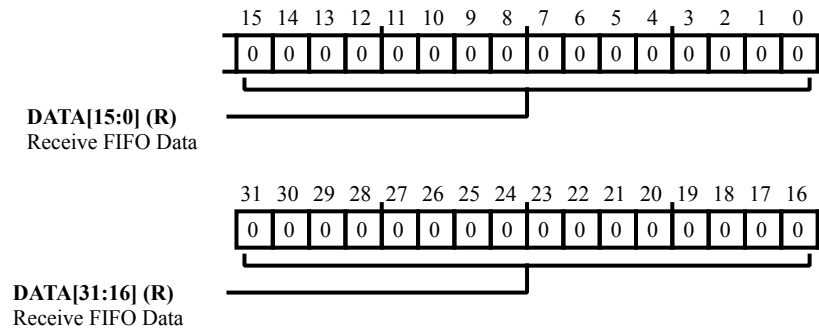 15 14 13 12 11 10 9 8 7 6 5 4 3 2 1 0
0 0 0 0 0 0 0 0 0 0 0 0 0 0 0 0
DATA[15:0] (R)
Receive FIFO Data
31 30 29 28 27 26 25 24 23 22 21 20 19 18 17 16
0 0 0 0 0 0 0 0 0 0 0 0 0 0 0 0
DATA[31:16] (R)
Receive FIFO Data